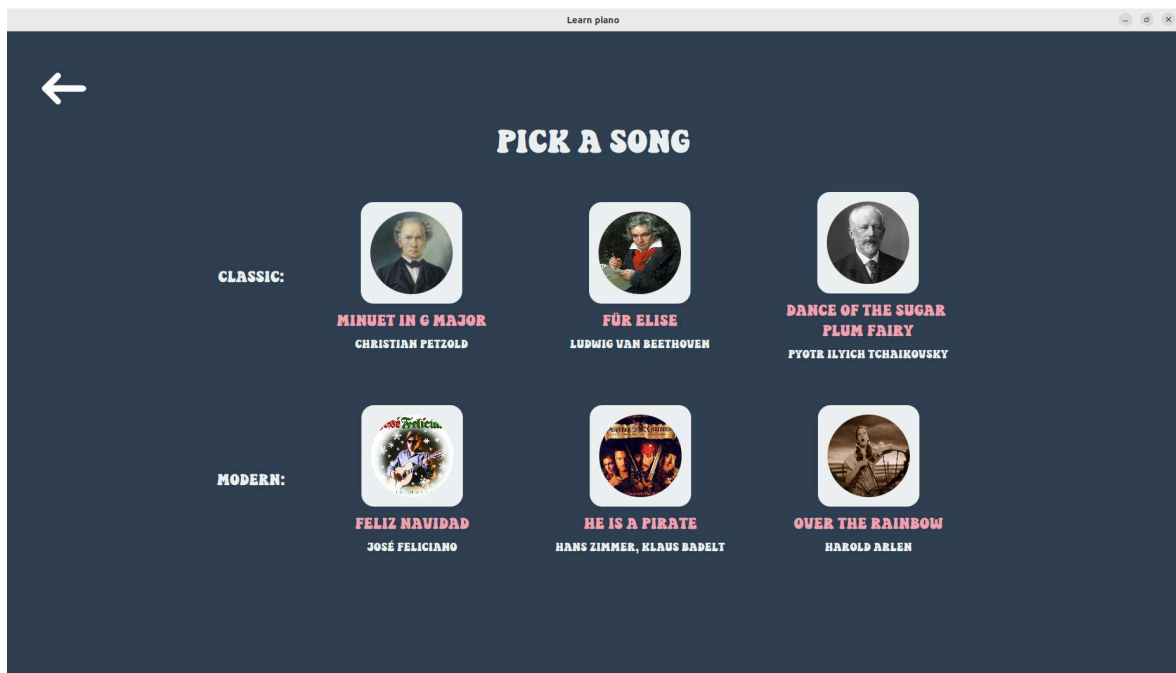 Learn piano
PICK A SONG
CLASSIC:
MINUET IN G MAJOR
CHRISTIAN PETZOLD
FÜR ELISE
LUDWIG VAN BEETHOVEN
DANCE OF THE SUGAR
PLUM FAIRY
PYOTR ILYICH TCHAIKOVSKY
MODERN:
FELIZ NAVIDAD
JOSÉ FELICIANO
HE IS A PIRATE
HANS ZIMMER, KLAUS BADELT
OVER THE RAINBOW
HAROLD ARLEN